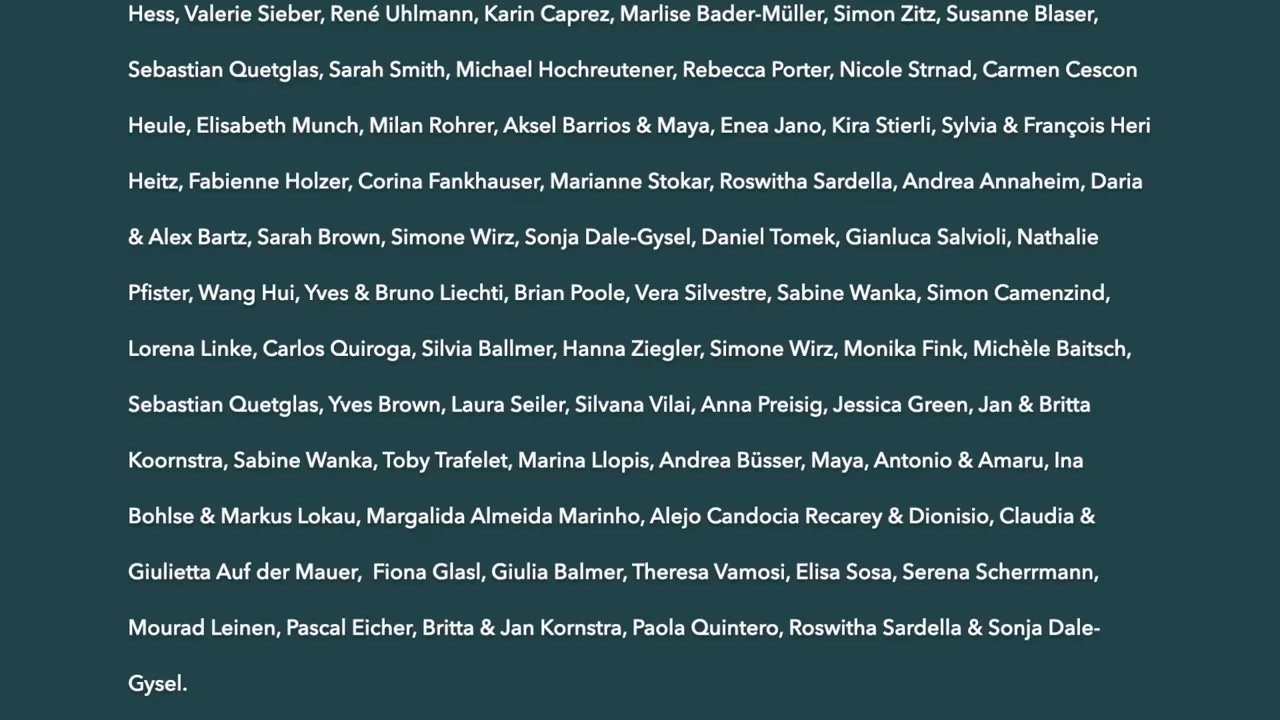 Hess, Valerie Sieber, René Uhlmann, Karin Caprez, Marlise Bader-Müller, Simon Zitz, Susanne Blaser,
Sebastian Quetglas, Sarah Smith, Michael Hochreutener, Rebecca Porter, Nicole Strnad, Carmen Cescon
Heule, Elisabeth Munch, Milan Rohrer, Aksel Barrios & Maya, Enea Jano, Kira Stierli, Sylvia & François Heri
Heitz, Fabienne Holzer, Corina Fankhauser, Marianne Stokar, Roswitha Sardella, Andrea Annaheim, Daria
& Alex Bartz, Sarah Brown, Simone Wirz, Sonja Dale-Gysel, Daniel Tomek, Gianluca Salvioli, Nathalie
Pfister, Wang Hui, Yves & Bruno Liechti, Brian Poole, Vera Silvestre, Sabine Wanka, Simon Camenzind,
Lorena Linke, Carlos Quiroga, Silvia Ballmer, Hanna Ziegler, Simone Wirz, Monika Fink, Michèle Baitsch,
Sebastian Quetglas, Yves Brown, Laura Seiler, Silvana Vilai, Anna Preisig, Jessica Green, Jan & Britta
Koornstra, Sabine Wanka, Toby Trafelet, Marina Llopis, Andrea Büsser, Maya, Antonio & Amaru, Ina
Bohlse & Markus Lokau, Margalida Almeida Marinho, Alejo Candocia Recarey & Dionisio, Claudia &
Giulietta Auf der Mauer,  Fiona Glasl, Giulia Balmer, Theresa Vamosi, Elisa Sosa, Serena Scherrmann,
Mourad Leinen, Pascal Eicher, Britta & Jan Kornstra, Paola Quintero, Roswitha Sardella & Sonja Dale-
Gysel.